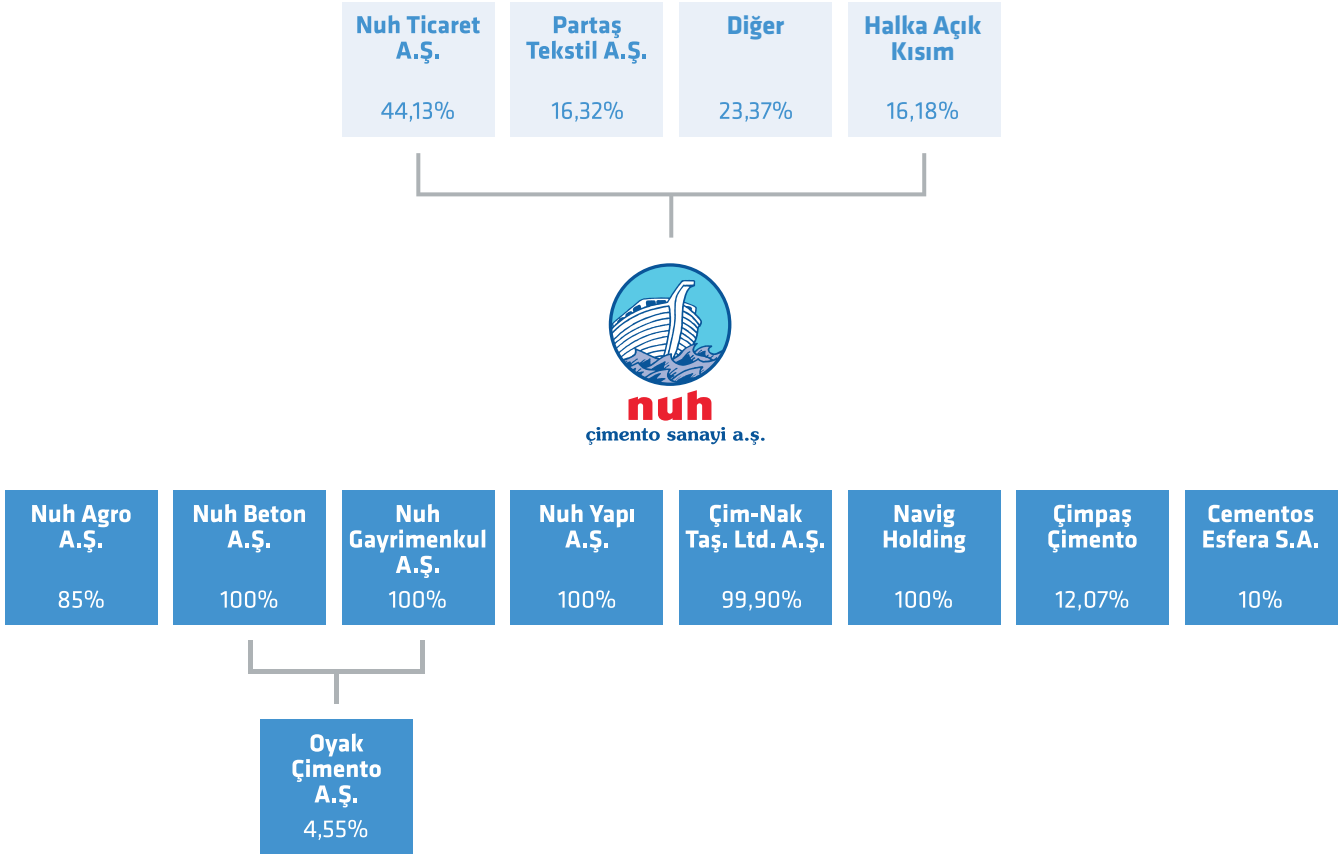 Nuh Ticaret
A.Ş.
44,13%
Partaş
Tekstil A.Ş.
16,32%
Diğer
23,37%
Halka Açık
Kısım
16,18%
nuh
çimento sanayi a.ş.
Nuh Agro
A.Ş.
85%
Nuh Beton
A.Ş.
100%
Nuh
Gayrimenkul
A.Ş.
100%
Nuh Yapı
A.Ş.
100%
Çim-Nak
Taş. Ltd. A.Ş.
99,90%
Navig
Holding
100%
Çimpaş
Çimento
12,07%
Cementos
Esfera S.A.
10%
Oyak
Çimento
A.Ş.
4,55%